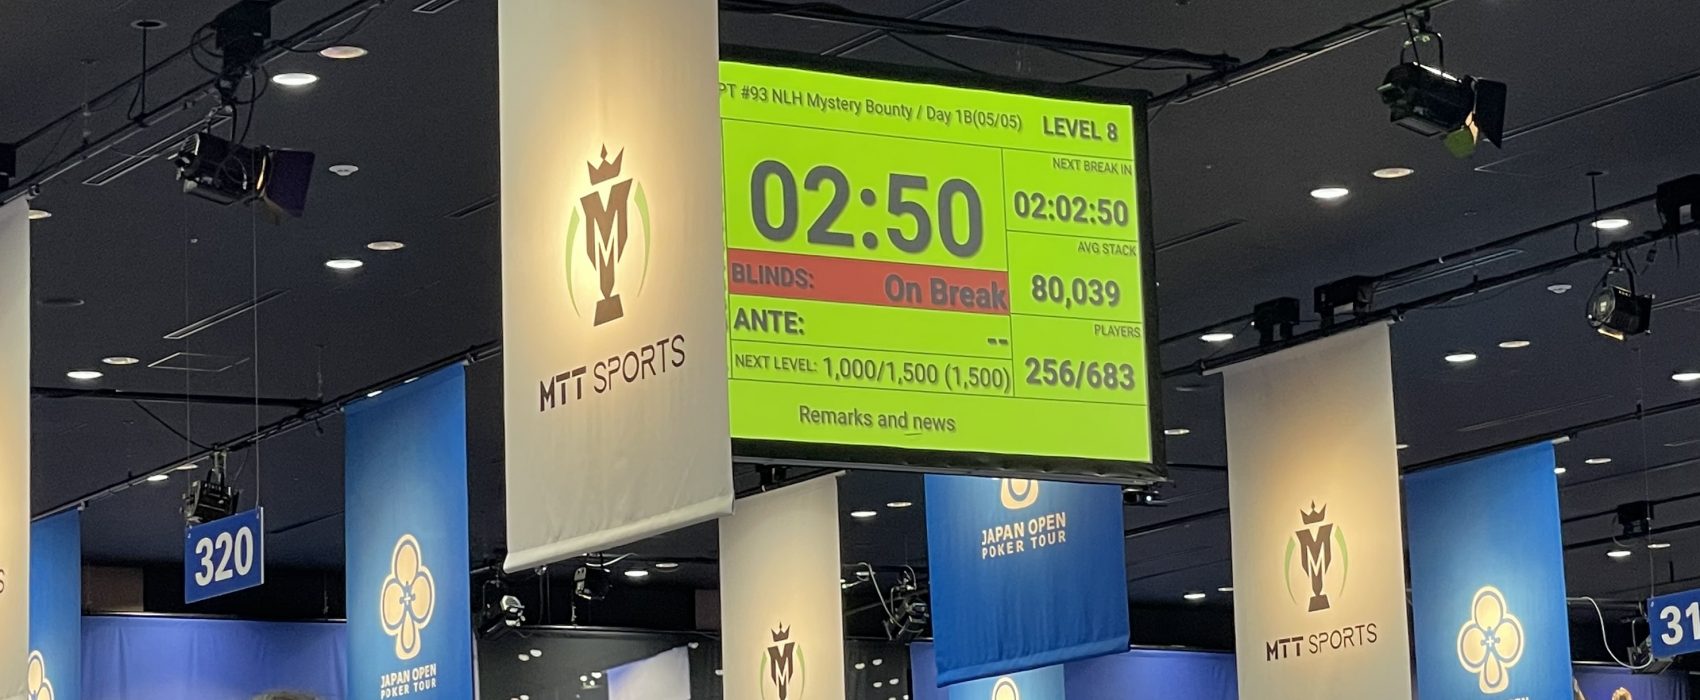 PT #93 NLH Mystery Bounty / Day 1B(05/05)
LEVEL 8
02:50
NEXT BREAK IN
02:02:50
BLINDS: On Break
AVG STACK
80,039
ANTE: --
PLAYERS
256/683
NEXT LEVEL: 1,000/1,500 (1,500)
Remarks and news
M
MTT SPORTS
320
JAPAN OPEN
POKER TOUR
JAPAN OPEN
POKER TOUR
M
M
MTT SPORTS
31